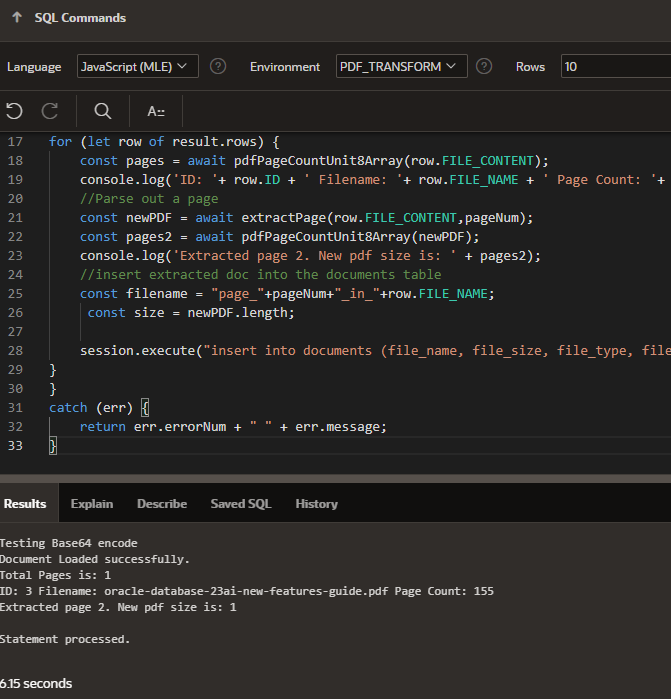 SQL Commands
Language JavaScript (MLE) Environment PDF_TRANSFORM Rows 10
A::
17 for (let row of result.rows) {
18 const pages = await pdfPageCountUnit8Array(row.FILE_CONTENT);
19 console.log('ID: '+ row.ID + ' Filename: '+ row.FILE_NAME + ' Page Count: '+
20 //Parse out a page
21 const newPDF = await extractPage(row.FILE_CONTENT,pageNum);
22 const pages2 = await pdfPageCountUnit8Array(newPDF);
23 console.log('Extracted page 2. New pdf size is: ' + pages2);
24 //insert extracted doc into the documents table
25 const filename = "page_"+pageNum+"_in_"+row.FILE_NAME;
26 const size = newPDF.length;
27
28 session.execute("insert into documents (file_name, file_size, file_type, file
29 }
30 }
31 catch (err) {
32 return err.errorNum + " " + err.message;
33 }
Results Explain Describe Saved SQL History
Testing Base64 encode
Document Loaded successfully.
Total Pages is: 1
ID: 3 Filename: oracle-database-23ai-new-features-guide.pdf Page Count: 155
Extracted page 2. New pdf size is: 1
Statement processed.
6.15 seconds